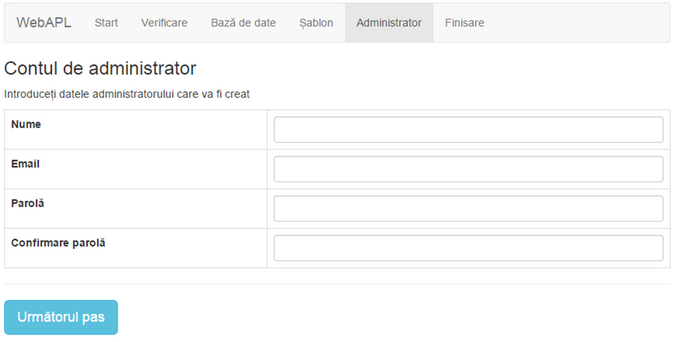 WebAPL Start Verificare Bază de date Șablon Administrator Finisare
Contul de administrator
Introduceți datele administratorului care va fi creat
Nume
Email
Parolă
Confirmare parolă
Următorul pas